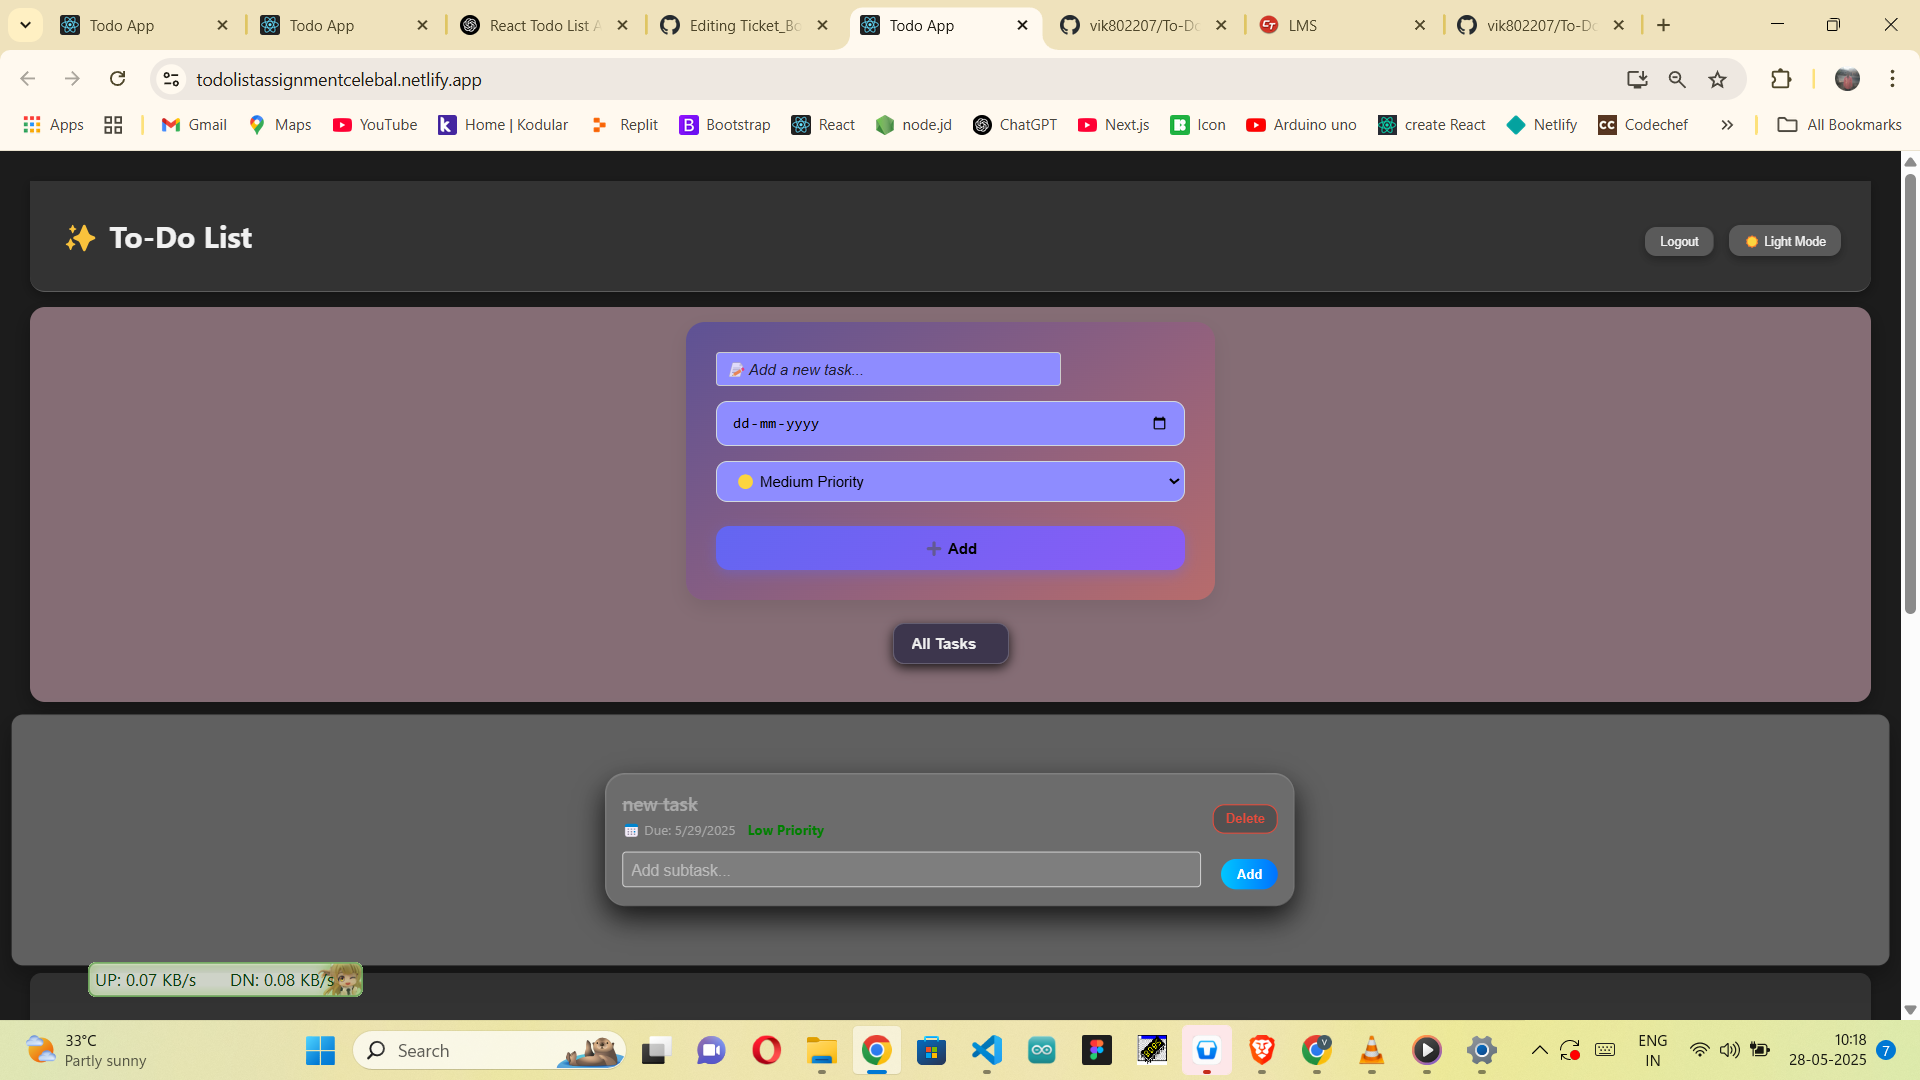 Todo App
Todo App
React Todo List A
Editing Ticket_Bo
Todo App
vik802207/To-Do
LMS
vik802207/To-Do
todolistassignmentcelebal.netlify.app
Apps
Gmail
Maps
YouTube
Home | Kodular
Replit
Bootstrap
React
node.jd
ChatGPT
Next.js
Icon
Arduino uno
create React
Netlify
Codechef
All Bookmarks
✨ To-Do List
Logout
Light Mode
📝 Add a new task...
dd-mm-yyyy
🟡 Medium Priority
➕ Add
All Tasks
new task
Delete
📅 Due: 5/29/2025 Low Priority
Add subtask...
Add
UP: 0.07 KB/s DN: 0.08 KB/s
33°C
Partly sunny
Search
ENG
IN
10:18
28-05-2025
7